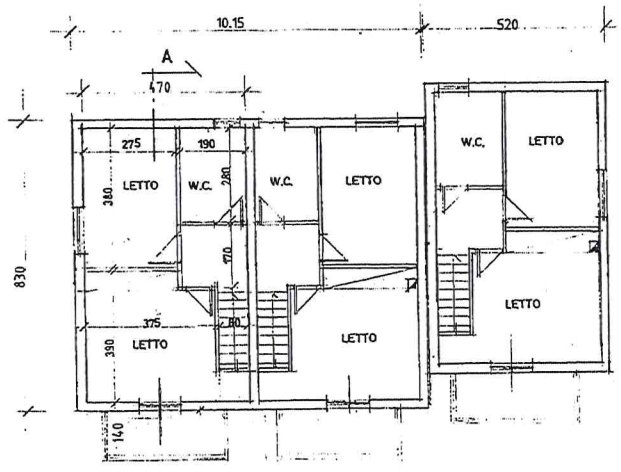 10.15
520
A
470
275
190
LETTO
W.C.
280
W.C.
LETTO
W.C.
LETTO
380
830
170
375
80
LETTO
390
LETTO
LETTO
140